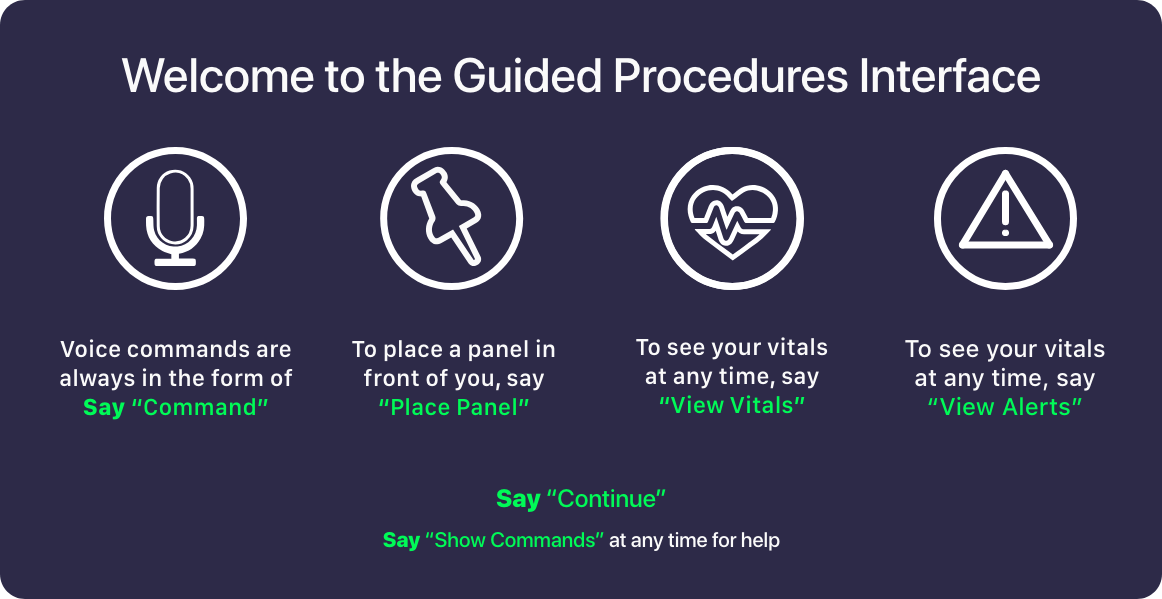 Welcome to the Guided Procedures Interface
Voice commands are
always in the form of
Say “Command”
To place a panel in
front of you, say
“Place Panel”
To see your vitals
at any time, say
“View Vitals”
To see your vitals
at any time, say
“View Alerts”
Say “Continue”
Say “Show Commands” at any time for help